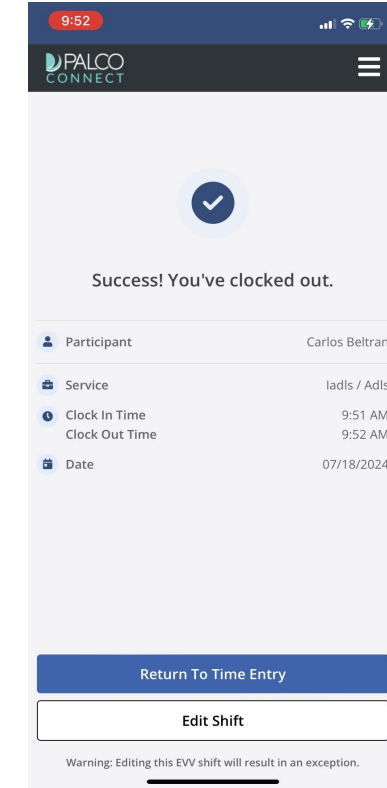 9:52
PALCO
CONNECT
Success! You've clocked out.
Participant Carlos Beltran
Service Iadls / Adls
Clock In Time 9:51 AM
Clock Out Time 9:52 AM
Date 07/18/2024
Return To Time Entry
Edit Shift
Warning: Editing this EVV shift will result in an exception.